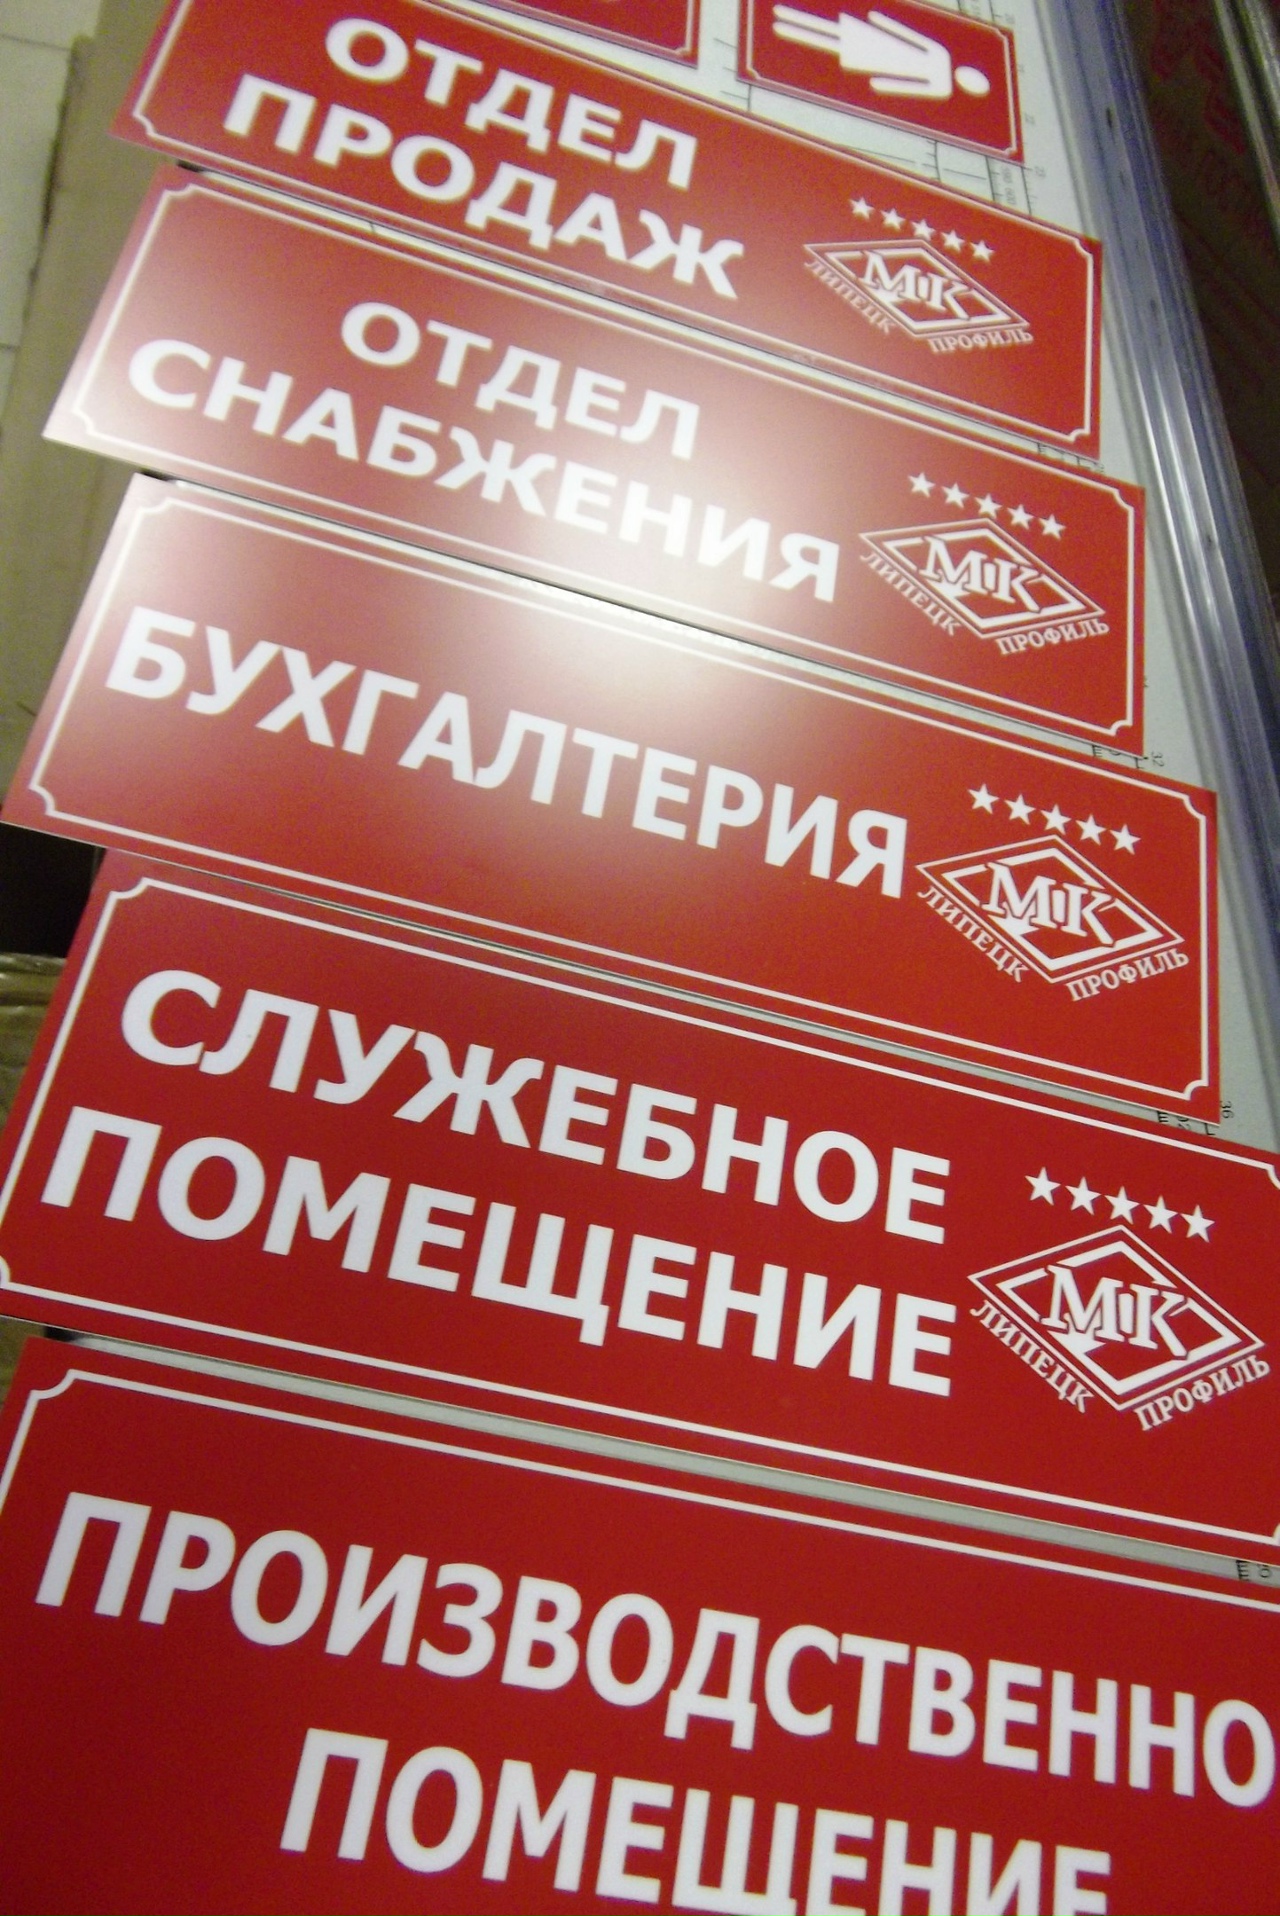 ОТДЕЛ
ПРОДАЖ
МК
ЛИПЕЦК
ПРОФИЛЬ
ОТДЕЛ
СНАБЖЕНИЯ
МК
ЛИПЕЦК
ПРОФИЛЬ
БУХГАЛТЕРИЯ
МК
ЛИПЕЦК
ПРОФИЛЬ
СЛУЖЕБНОЕ
ПОМЕЩЕНИЕ
МК
ЛИПЕЦК
ПРОФИЛЬ
ПРОИЗВОДСТВЕННО
ПОМЕЩЕНИЕ